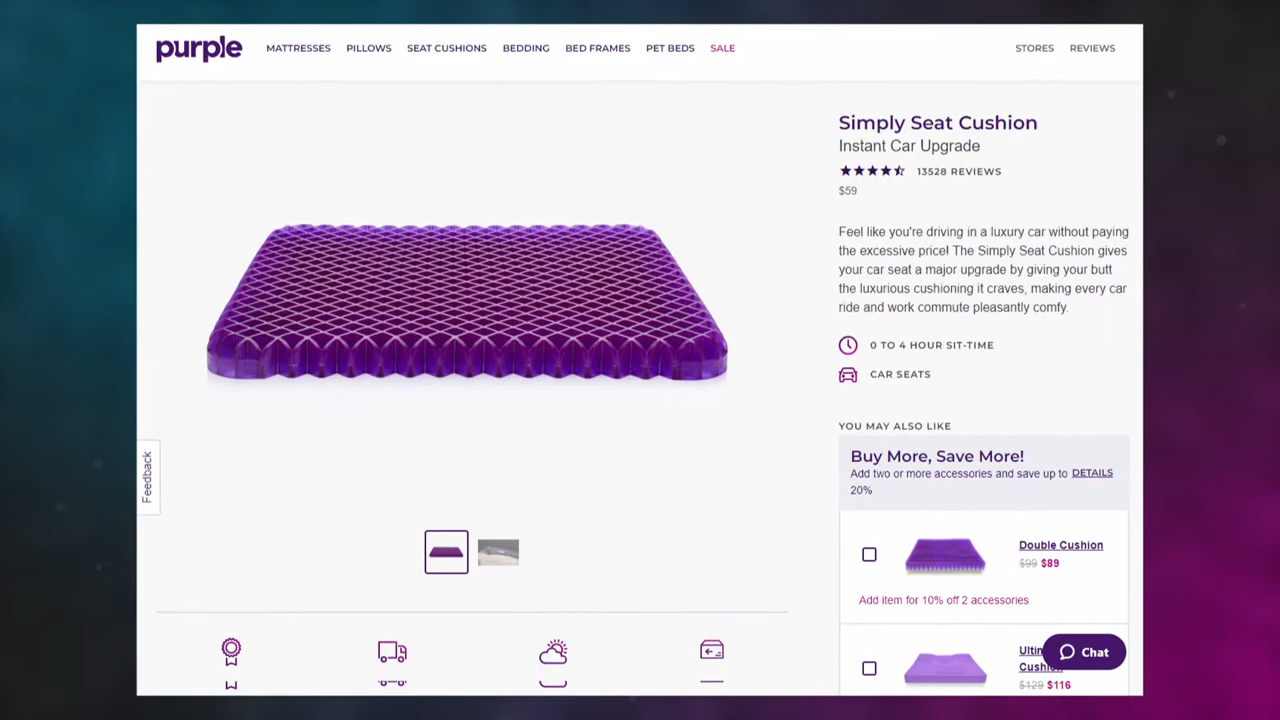 purple
MATTRESSES PILLOWS SEAT CUSHIONS BEDDING BED FRAMES PET BEDS SALE
STORES REVIEWS
Simply Seat Cushion
Instant Car Upgrade
13528 REVIEWS
$59
Feel like you're driving in a luxury car without paying
the excessive price! The Simply Seat Cushion gives
your car seat a major upgrade by giving your butt
the luxurious cushioning it craves, making every car
ride and work commute pleasantly comfy.
0 TO 4 HOUR SIT-TIME
CAR SEATS
YOU MAY ALSO LIKE
Buy More, Save More!
Add two or more accessories and save up to DETAILS
20%
Double Cushion
$99 $89
Add item for 10% off 2 accessories
Cushion
$129 $116
Chat
Feedback